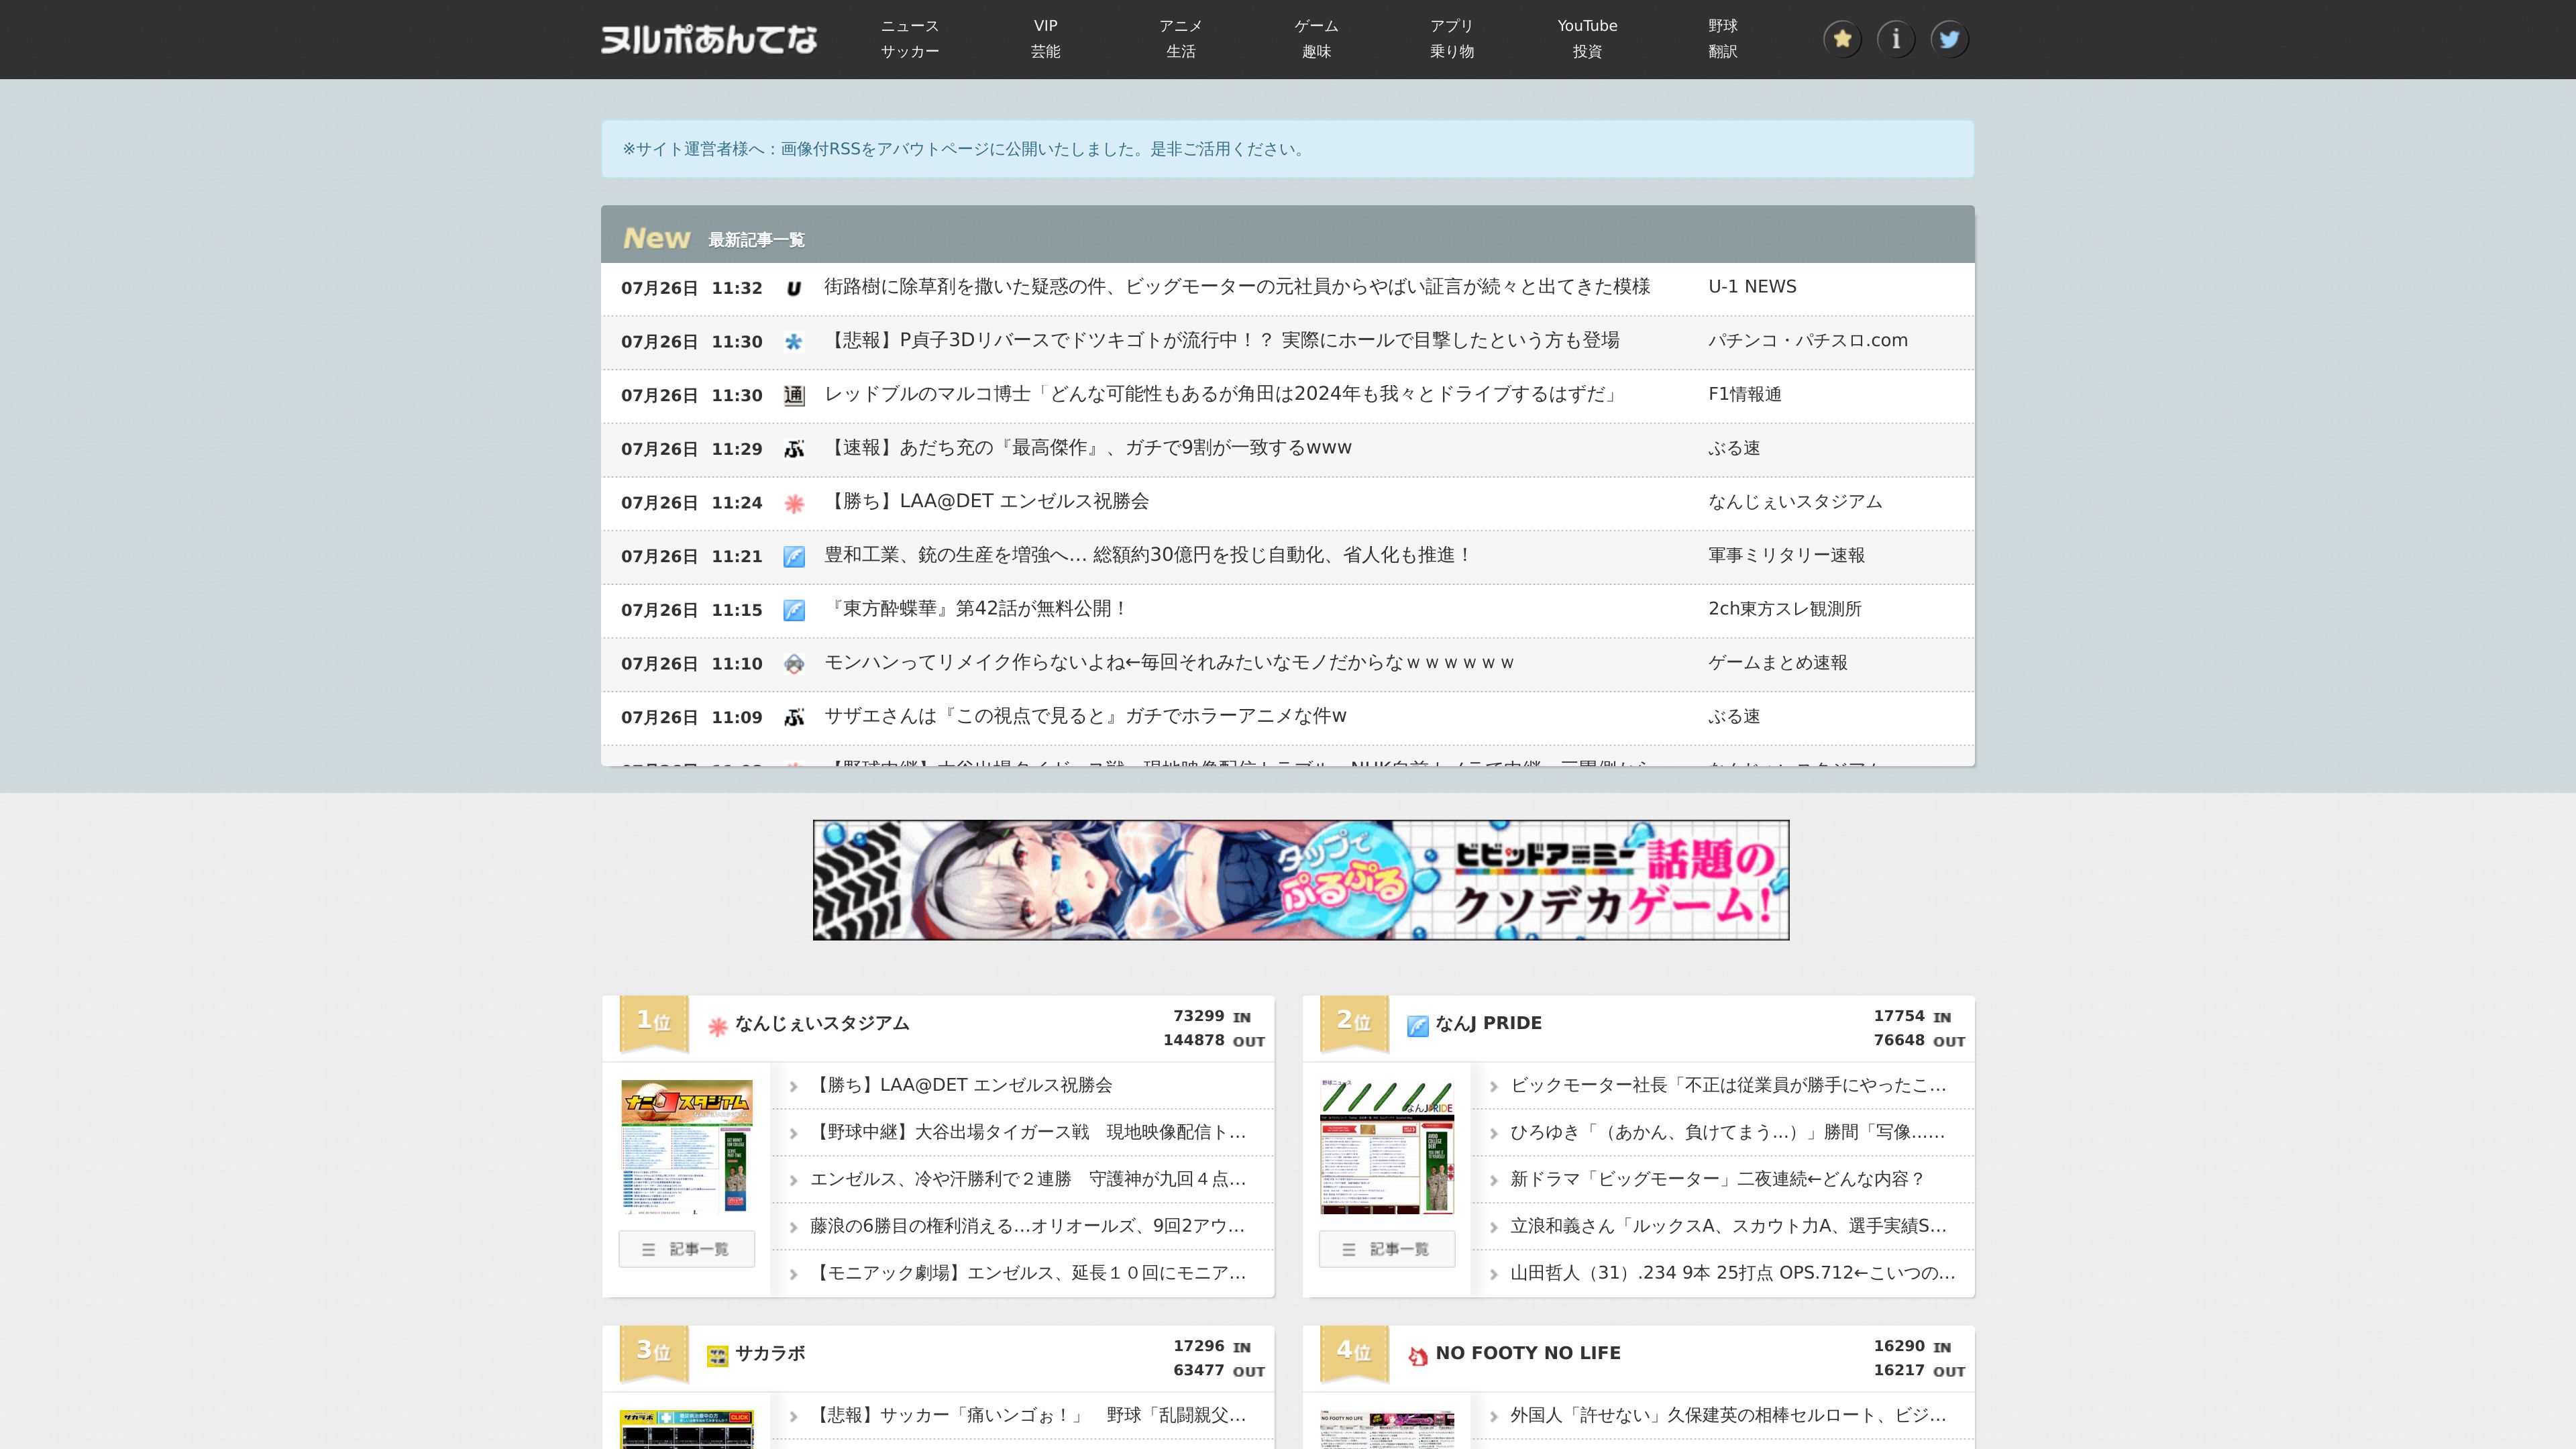 ヌルポあんてな
ニュース VIP アニメ ゲーム アプリ YouTube 野球
サッカー 芸能 生活 趣味 乗り物 投資 翻訳
※サイト運営者様へ：画像付RSSをアバウトページに公開いたしました。是非ご活用ください。
New 最新記事一覧
07月26日 11:32 街路樹に除草剤を撒いた疑惑の件、ビッグモーターの元社員からやばい証言が続々と出てきた模様 U-1 NEWS
07月26日 11:30 【悲報】P貞子3Dリバースでドツキゴトが流行中！？ 実際にホールで目撃したという方も登場 パチンコ・パチスロ.com
07月26日 11:30 通 レッドブルのマルコ博士「どんな可能性もあるが角田は2024年も我々とドライブするはずだ」 F1情報通
07月26日 11:29 ぶ 【速報】あだち充の『最高傑作』、ガチで9割が一致するwww ぶる速
07月26日 11:24 【勝ち】LAA@DET エンゼルス祝勝会 なんじぇいスタジアム
07月26日 11:21 豊和工業、銃の生産を増強へ… 総額約30億円を投じ自動化、省人化も推進！ 軍事ミリタリー速報
07月26日 11:15 『東方酔蝶華』第42話が無料公開！ 2ch東方スレ観測所
07月26日 11:10 モンハンってリメイク作らないよね←毎回それみたいなモノだからなｗｗｗｗｗｗ ゲームまとめ速報
07月26日 11:09 ぶ サザエさんは『この視点で見ると』ガチでホラーアニメな件w ぶる速
タップでぷるぷる ビビッドアーミー 話題の
クソデカゲーム!
1位 なんじぇいスタジアム 73299 IN
144878 OUT
ナニJスタジアム
【勝ち】LAA@DET エンゼルス祝勝会
【野球中継】大谷出場タイガース戦　現地映像配信ト…
エンゼルス、冷や汗勝利で２連勝　守護神が九回４点…
藤浪の6勝目の権利消える…オリオールズ、9回2アウ…
【モニアック劇場】エンゼルス、延長１０回にモニア…
記事一覧
2位 なんJ PRIDE 17754 IN
76648 OUT
なんJ PRIDE
ビックモーター社長「不正は従業員が勝手にやったこ…
ひろゆき「（あかん、負けてまう…）」勝間「写像……
新ドラマ「ビッグモーター」二夜連続←どんな内容？
立浪和義さん「ルックスA、スカウト力A、選手実績S…
山田哲人（31）.234 9本 25打点 OPS.712←こいつの…
記事一覧
3位 サカラボ 17296 IN
63477 OUT
サカラボ CLICK
【悲報】サッカー「痛いンゴぉ！」　野球「乱闘親父…
4位 NO FOOTY NO LIFE 16290 IN
16217 OUT
NO FOOTY NO LIFE
外国人「許せない」久保建英の相棒セルロート、ビジ…